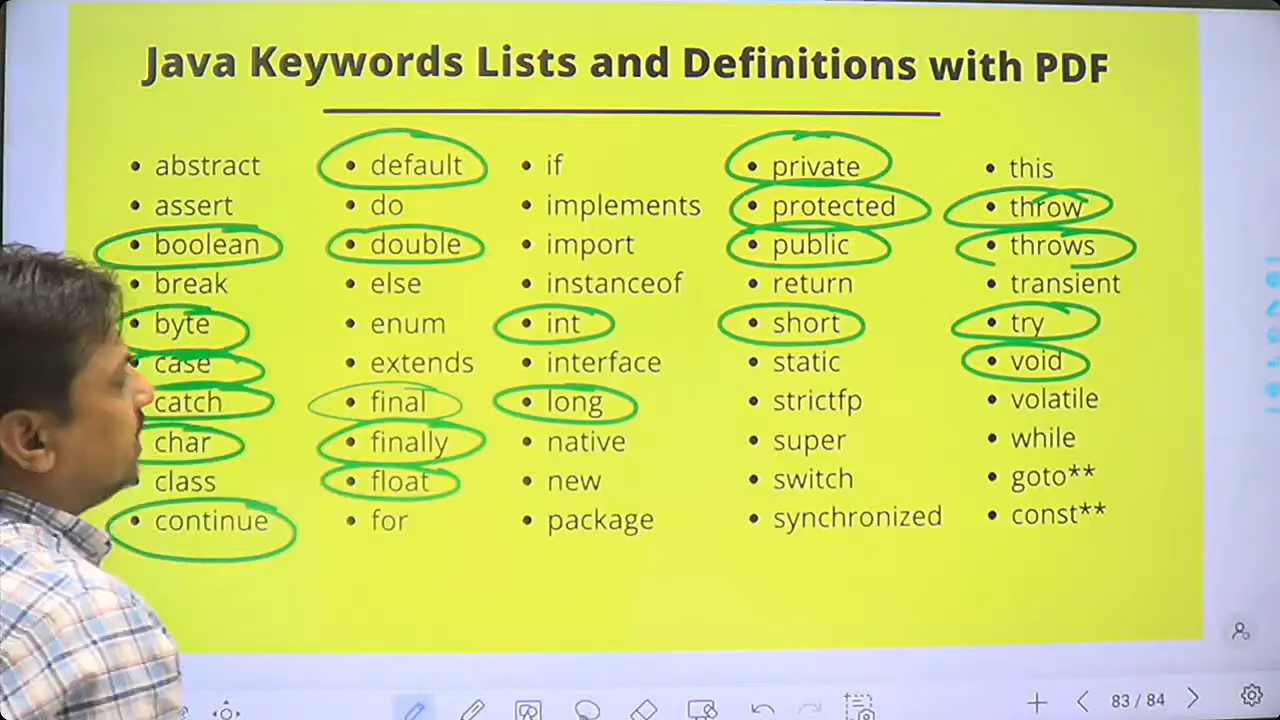 Java Keywords Lists and Definitions with PDF
abstract
assert
boolean
break
byte
case
catch
char
class
continue
default
do
double
else
enum
extends
final
finally
float
for
if
implements
import
instanceof
int
interface
long
native
new
package
private
protected
public
return
short
static
strictfp
super
switch
synchronized
this
throw
throws
transient
try
void
volatile
while
goto**
const**
83 / 84